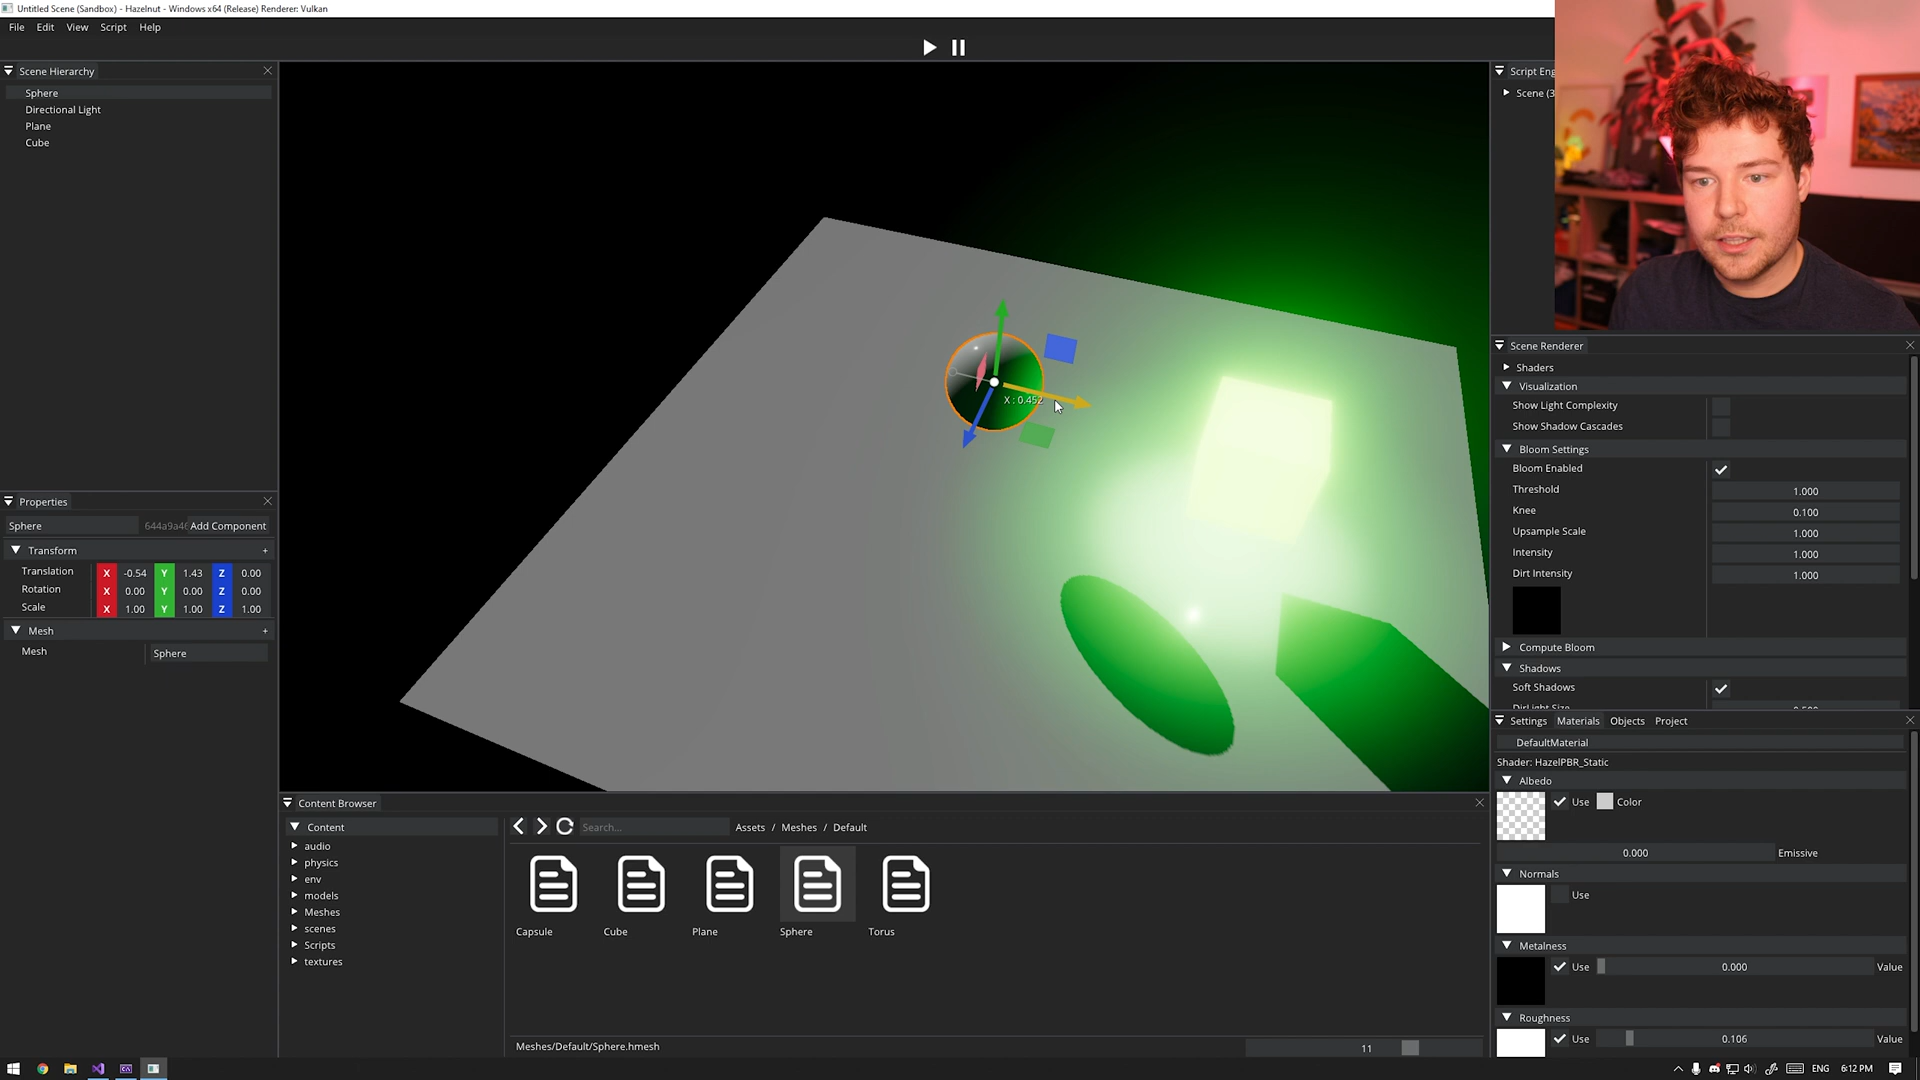 Untitled Scene (Sandbox) - Hazelnut - Windows x64 (Release) Renderer: Vulkan
File Edit View Script Help
Scene Hierarchy
Sphere
Directional Light
Plane
Cube
Properties
Sphere 644a9a4 Add Component
Transform +
Translation X -0.54 Y 1.43 Z 0.00
Rotation X 0.00 Y 0.00 Z 0.00
Scale X 1.00 Y 1.00 Z 1.00
Mesh +
Mesh Sphere
X : 0.452
Content Browser
Content
audio
physics
env
models
Meshes
scenes
Scripts
textures
Search...
Assets / Meshes / Default
Capsule Cube Plane Sphere Torus
Meshes/Default/Sphere.hmesh
11
Script Eng
Scene (3
Scene Renderer
Shaders
Visualization
Show Light Complexity
Show Shadow Cascades
Bloom Settings
Bloom Enabled
Threshold 1.000
Knee 0.100
Upsample Scale 1.000
Intensity 1.000
Dirt Intensity 1.000
Compute Bloom
Shadows
Soft Shadows
DirLight Size 0.500
Settings Materials Objects Project
DefaultMaterial
Shader: HazelPBR_Static
Albedo
Use Color
0.000 Emissive
Normals
Use
Metalness
Use 0.000 Value
Roughness
Use 0.106 Value
ENG 6:12 PM